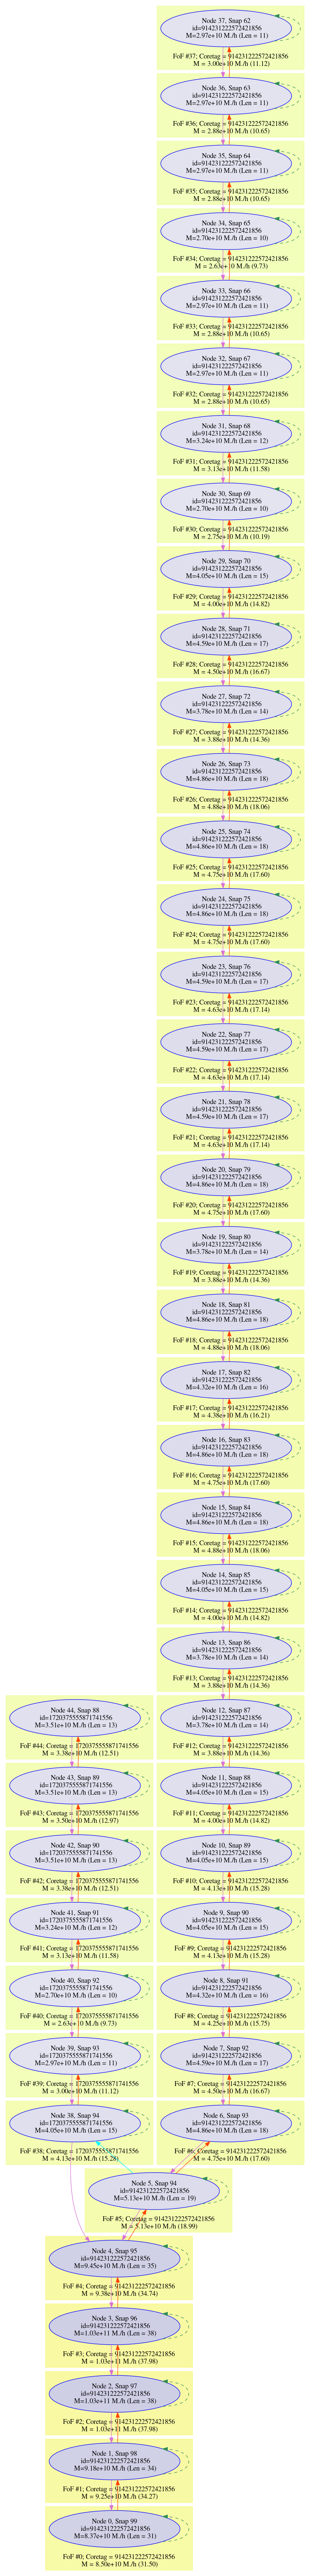 Node 37, Snap 62
id=914231222572421856
M=2.97e+10 M./h (Len = 11)
FoF #37; Coretag = 914231222572421856
M = 3.00e+10 M./h (11.12)
Node 36, Snap 63
id=914231222572421856
M=2.97e+10 M./h (Len = 11)
FoF #36; Coretag = 914231222572421856
M = 2.88e+10 M./h (10.65)
Node 35, Snap 64
id=914231222572421856
M=2.97e+10 M./h (Len = 11)
FoF #35; Coretag = 914231222572421856
M = 2.88e+10 M./h (10.65)
Node 34, Snap 65
id=914231222572421856
M=2.70e+10 M./h (Len = 10)
FoF #34; Coretag = 914231222572421856
M = 2.63e+10 M./h (9.73)
Node 33, Snap 66
id=914231222572421856
M=2.97e+10 M./h (Len = 11)
FoF #33; Coretag = 914231222572421856
M = 2.88e+10 M./h (10.65)
Node 32, Snap 67
id=914231222572421856
M=2.97e+10 M./h (Len = 11)
FoF #32; Coretag = 914231222572421856
M = 2.88e+10 M./h (10.65)
Node 31, Snap 68
id=914231222572421856
M=3.24e+10 M./h (Len = 12)
FoF #31; Coretag = 914231222572421856
M = 3.13e+10 M./h (11.58)
Node 30, Snap 69
id=914231222572421856
M=2.70e+10 M./h (Len = 10)
FoF #30; Coretag = 914231222572421856
M = 2.75e+10 M./h (10.19)
Node 29, Snap 70
id=914231222572421856
M=4.05e+10 M./h (Len = 15)
FoF #29; Coretag = 914231222572421856
M = 4.00e+10 M./h (14.82)
Node 28, Snap 71
id=914231222572421856
M=4.59e+10 M./h (Len = 17)
FoF #28; Coretag = 914231222572421856
M = 4.50e+10 M./h (16.67)
Node 27, Snap 72
id=914231222572421856
M=3.78e+10 M./h (Len = 14)
FoF #27; Coretag = 914231222572421856
M = 3.88e+10 M./h (14.36)
Node 26, Snap 73
id=914231222572421856
M=4.86e+10 M./h (Len = 18)
FoF #26; Coretag = 914231222572421856
M = 4.88e+10 M./h (18.06)
Node 25, Snap 74
id=914231222572421856
M=4.86e+10 M./h (Len = 18)
FoF #25; Coretag = 914231222572421856
M = 4.75e+10 M./h (17.60)
Node 24, Snap 75
id=914231222572421856
M=4.86e+10 M./h (Len = 18)
FoF #24; Coretag = 914231222572421856
M = 4.75e+10 M./h (17.60)
Node 23, Snap 76
id=914231222572421856
M=4.59e+10 M./h (Len = 17)
FoF #23; Coretag = 914231222572421856
M = 4.63e+10 M./h (17.14)
Node 22, Snap 77
id=914231222572421856
M=4.59e+10 M./h (Len = 17)
FoF #22; Coretag = 914231222572421856
M = 4.63e+10 M./h (17.14)
Node 21, Snap 78
id=914231222572421856
M=4.59e+10 M./h (Len = 17)
FoF #21; Coretag = 914231222572421856
M = 4.63e+10 M./h (17.14)
Node 20, Snap 79
id=914231222572421856
M=4.86e+10 M./h (Len = 18)
FoF #20; Coretag = 914231222572421856
M = 4.75e+10 M./h (17.60)
Node 19, Snap 80
id=914231222572421856
M=3.78e+10 M./h (Len = 14)
FoF #19; Coretag = 914231222572421856
M = 3.88e+10 M./h (14.36)
Node 18, Snap 81
id=914231222572421856
M=4.86e+10 M./h (Len = 18)
FoF #18; Coretag = 914231222572421856
M = 4.88e+10 M./h (18.06)
Node 17, Snap 82
id=914231222572421856
M=4.32e+10 M./h (Len = 16)
FoF #17; Coretag = 914231222572421856
M = 4.38e+10 M./h (16.21)
Node 16, Snap 83
id=914231222572421856
M=4.86e+10 M./h (Len = 18)
FoF #16; Coretag = 914231222572421856
M = 4.75e+10 M./h (17.60)
Node 15, Snap 84
id=914231222572421856
M=4.86e+10 M./h (Len = 18)
FoF #15; Coretag = 914231222572421856
M = 4.88e+10 M./h (18.06)
Node 14, Snap 85
id=914231222572421856
M=4.05e+10 M./h (Len = 15)
FoF #14; Coretag = 914231222572421856
M = 4.00e+10 M./h (14.82)
Node 13, Snap 86
id=914231222572421856
M=3.78e+10 M./h (Len = 14)
FoF #13; Coretag = 914231222572421856
M = 3.88e+10 M./h (14.36)
Node 44, Snap 88
id=1720375555871741556
M=3.51e+10 M./h (Len = 13)
FoF #44; Coretag = 1720375555871741556
M = 3.38e+10 M./h (12.51)
Node 12, Snap 87
id=914231222572421856
M=3.78e+10 M./h (Len = 14)
FoF #12; Coretag = 914231222572421856
M = 3.88e+10 M./h (14.36)
Node 43, Snap 89
id=1720375555871741556
M=3.51e+10 M./h (Len = 13)
FoF #43; Coretag = 1720375555871741556
M = 3.50e+10 M./h (12.97)
Node 11, Snap 88
id=914231222572421856
M=4.05e+10 M./h (Len = 15)
FoF #11; Coretag = 914231222572421856
M = 4.00e+10 M./h (14.82)
Node 42, Snap 90
id=1720375555871741556
M=3.51e+10 M./h (Len = 13)
FoF #42; Coretag = 1720375555871741556
M = 3.38e+10 M./h (12.51)
Node 10, Snap 89
id=914231222572421856
M=4.05e+10 M./h (Len = 15)
FoF #10; Coretag = 914231222572421856
M = 4.13e+10 M./h (15.28)
Node 41, Snap 91
id=1720375555871741556
M=3.24e+10 M./h (Len = 12)
FoF #41; Coretag = 1720375555871741556
M = 3.13e+10 M./h (11.58)
Node 9, Snap 90
id=914231222572421856
M=4.05e+10 M./h (Len = 15)
FoF #9; Coretag = 914231222572421856
M = 4.13e+10 M./h (15.28)
Node 40, Snap 92
id=1720375555871741556
M=2.70e+10 M./h (Len = 10)
FoF #40; Coretag = 1720375555871741556
M = 2.63e+10 M./h (9.73)
Node 8, Snap 91
id=914231222572421856
M=4.32e+10 M./h (Len = 16)
FoF #8; Coretag = 914231222572421856
M = 4.25e+10 M./h (15.75)
Node 39, Snap 93
id=1720375555871741556
M=2.97e+10 M./h (Len = 11)
FoF #39; Coretag = 1720375555871741556
M = 3.00e+10 M./h (11.12)
Node 7, Snap 92
id=914231222572421856
M=4.59e+10 M./h (Len = 17)
FoF #7; Coretag = 914231222572421856
M = 4.50e+10 M./h (16.67)
Node 38, Snap 94
id=1720375555871741556
M=4.05e+10 M./h (Len = 15)
FoF #38; Coretag = 1720375555871741556
M = 4.13e+10 M./h (15.28)
Node 6, Snap 93
id=914231222572421856
M=4.86e+10 M./h (Len = 18)
FoF #6; Coretag = 914231222572421856
M = 4.75e+10 M./h (17.60)
Node 5, Snap 94
id=914231222572421856
M=5.13e+10 M./h (Len = 19)
FoF #5; Coretag = 914231222572421856
M = 5.13e+10 M./h (18.99)
Node 4, Snap 95
id=914231222572421856
M=9.45e+10 M./h (Len = 35)
FoF #4; Coretag = 914231222572421856
M = 9.38e+10 M./h (34.74)
Node 3, Snap 96
id=914231222572421856
M=1.03e+11 M./h (Len = 38)
FoF #3; Coretag = 914231222572421856
M = 1.03e+11 M./h (37.98)
Node 2, Snap 97
id=914231222572421856
M=1.03e+11 M./h (Len = 38)
FoF #2; Coretag = 914231222572421856
M = 1.03e+11 M./h (37.98)
Node 1, Snap 98
id=914231222572421856
M=9.18e+10 M./h (Len = 34)
FoF #1; Coretag = 914231222572421856
M = 9.25e+10 M./h (34.27)
Node 0, Snap 99
id=914231222572421856
M=8.37e+10 M./h (Len = 31)
FoF #0; Coretag = 914231222572421856
M = 8.50e+10 M./h (31.50)